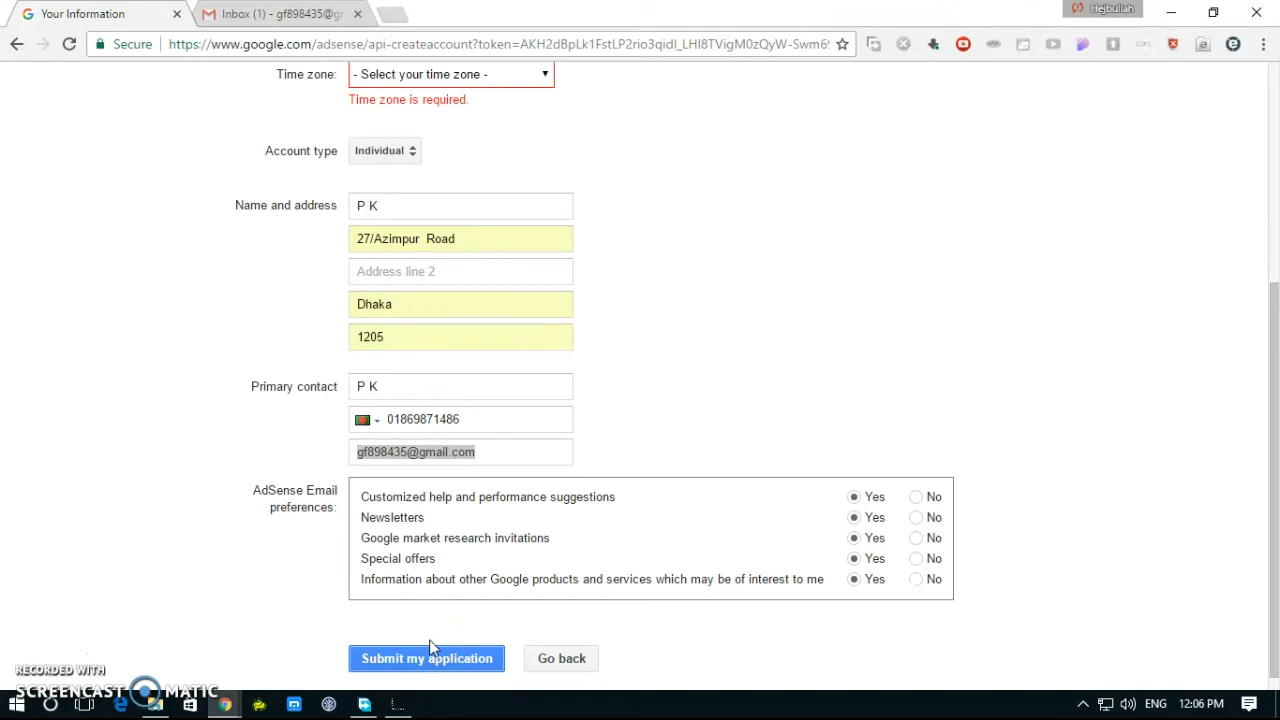 Your Information
Inbox (1) - gf898435@gr
Hejbullah
Secure
https://www.google.com/adsense/api-createaccount?token=AKH2dBpLk1FstLP2rio3qidI_LHI8TVigM0zQyW-Swm6
Time zone:
- Select your time zone -
Time zone is required.
Account type
Individual
Name and address
P K
27/Azimpur Road
Address line 2
Dhaka
1205
Primary contact
P K
01869871486
gf898435@gmail.com
AdSense Email
preferences:
Customized help and performance suggestions Yes No
Newsletters Yes No
Google market research invitations Yes No
Special offers Yes No
Information about other Google products and services which may be of interest to me Yes No
Submit my application
Go back
RECORDED WITH
SCREENCAST MATIC
ENG
12:06 PM